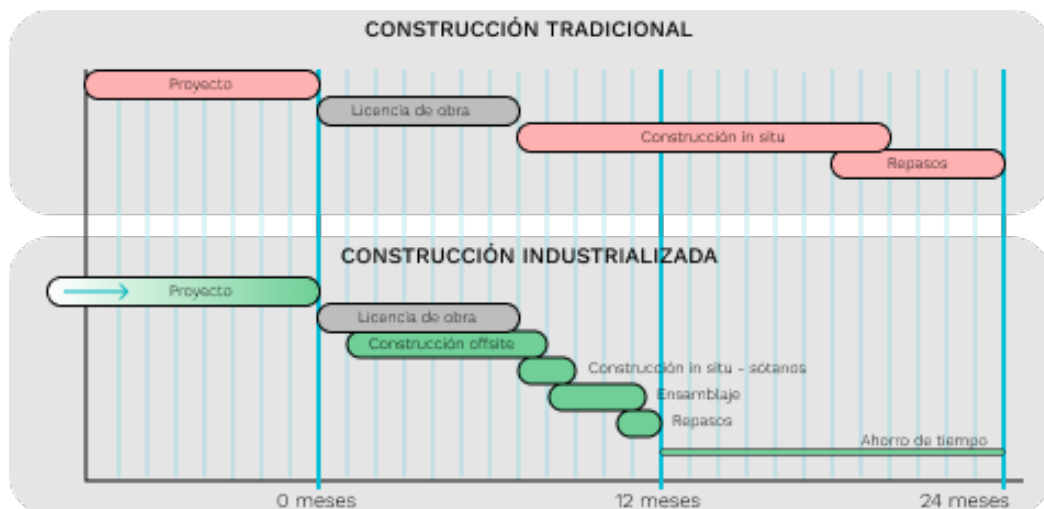 CONSTRUCCIÓN TRADICIONAL
Proyecto
Licencia de obra
Construcción in situ
Repasos
CONSTRUCCIÓN INDUSTRIALIZADA
Proyecto
Licencia de obra
Construcción offsite
Construcción in situ - sótanos
Ensamblaje
Repasos
Ahorro de tiempo
0 meses
12 meses
24 meses